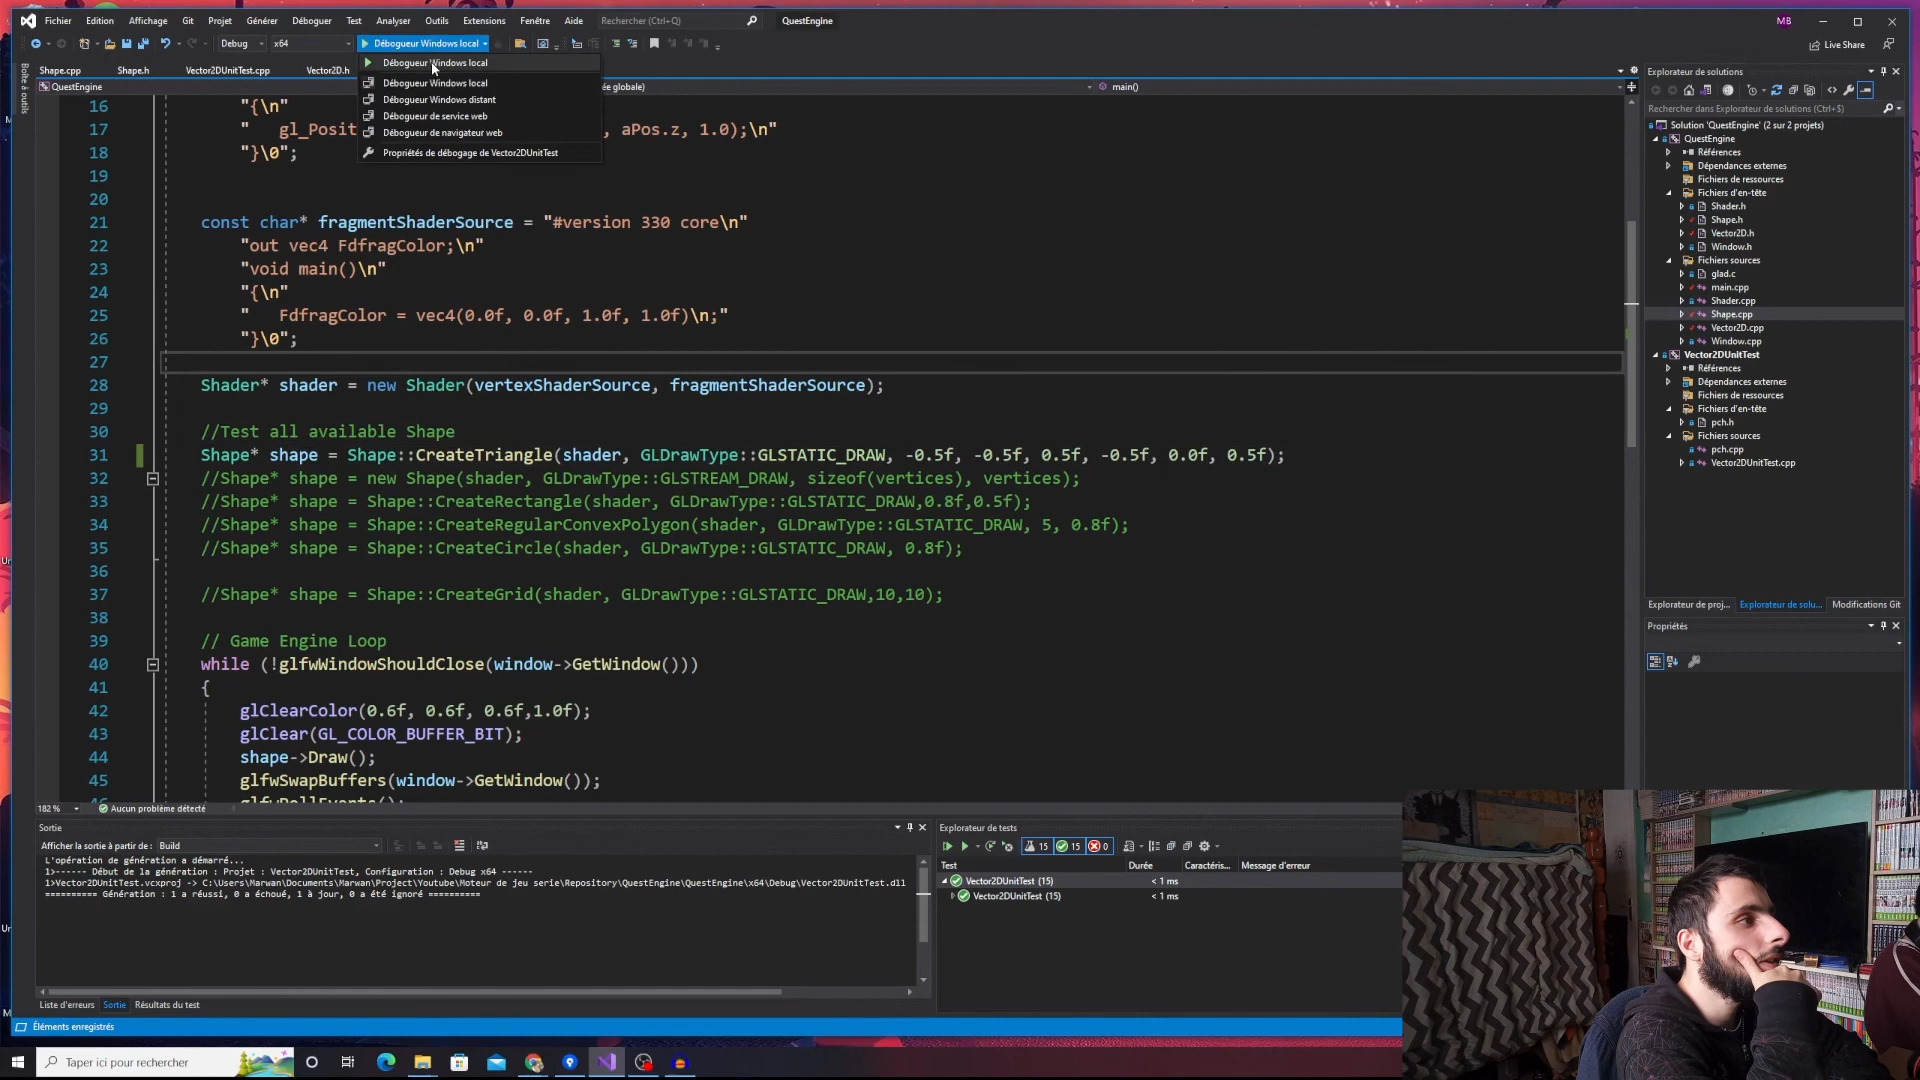 Fichier Edition Affichage Git Projet Générer Déboguer Test Analyser Outils Extensions Fenêtre Aide Rechercher (Ctrl+Q) QuestEngine MB
Debug x64 Débogueur Windows local Live Share
Boîte à outils
Shape.cpp Shape.h Vector2DUnitTest.cpp Vector2D.h
Débogueur Windows local
Débogueur Windows local
Débogueur Windows distant
Débogueur de service web
Débogueur de navigateur web
Propriétés de débogage de Vector2DUnitTest
QuestEngine ée globale) main()
16 "{\n"
17 " gl_Posit , aPos.z, 1.0);\n"
18 "}\0";
19
20
21 const char* fragmentShaderSource = "#version 330 core\n"
22 "out vec4 FdfragColor;\n"
23 "void main()\n"
24 "{\n"
25 " FdfragColor = vec4(0.0f, 0.0f, 1.0f, 1.0f)\n;"
26 "}\0";
27
28 Shader* shader = new Shader(vertexShaderSource, fragmentShaderSource);
29
30 //Test all available Shape
31 Shape* shape = Shape::CreateTriangle(shader, GLDrawType::GLSTATIC_DRAW, -0.5f, -0.5f, 0.5f, -0.5f, 0.0f, 0.5f);
32 //Shape* shape = new Shape(shader, GLDrawType::GLSTREAM_DRAW, sizeof(vertices), vertices);
33 //Shape* shape = Shape::CreateRectangle(shader, GLDrawType::GLSTATIC_DRAW,0.8f,0.5f);
34 //Shape* shape = Shape::CreateRegularConvexPolygon(shader, GLDrawType::GLSTATIC_DRAW, 5, 0.8f);
35 //Shape* shape = Shape::CreateCircle(shader, GLDrawType::GLSTATIC_DRAW, 0.8f);
36
37 //Shape* shape = Shape::CreateGrid(shader, GLDrawType::GLSTATIC_DRAW,10,10);
38
39 // Game Engine Loop
40 while (!glfwWindowShouldClose(window->GetWindow()))
41 {
42 glClearColor(0.6f, 0.6f, 0.6f,1.0f);
43 glClear(GL_COLOR_BUFFER_BIT);
44 shape->Draw();
45 glfwSwapBuffers(window->GetWindow());
46 glfwPollEvents();
182 % Aucun problème détecté
Explorateur de solutions
Rechercher dans Explorateur de solutions (Ctrl+$)
Solution 'QuestEngine' (2 sur 2 projets)
QuestEngine
Références
Dépendances externes
Fichiers de ressources
Fichiers d'en-tête
Shader.h
Shape.h
Vector2D.h
Window.h
Fichiers sources
glad.c
main.cpp
Shader.cpp
Shape.cpp
Vector2D.cpp
Window.cpp
Vector2DUnitTest
Références
Dépendances externes
Fichiers de ressources
Fichiers d'en-tête
pch.h
Fichiers sources
pch.cpp
Vector2DUnitTest.cpp
Explorateur de proj... Explorateur de solu... Modifications Git
Propriétés
Sortie
Afficher la sortie à partir de : Build
L'opération de génération a démarré...
1>------ Début de la génération : Projet : Vector2DUnitTest, Configuration : Debug x64 ------
1>Vector2DUnitTest.vcxproj -> C:\Users\Marwan\Documents\Marwan\Project\Youtube\Moteur de jeu serie\Repository\QuestEngine\QuestEngine\x64\Debug\Vector2DUnitTest.dll
========== Génération : 1 a réussi, 0 a échoué, 1 à jour, 0 a été ignoré ==========
Liste d'erreurs Sortie Résultats du test
Explorateur de tests
15 15 0
Test Durée Caractéris... Message d'erreur
Vector2DUnitTest (15) < 1 ms
Vector2DUnitTest (15) < 1 ms
Éléments enregistrés
Taper ici pour rechercher